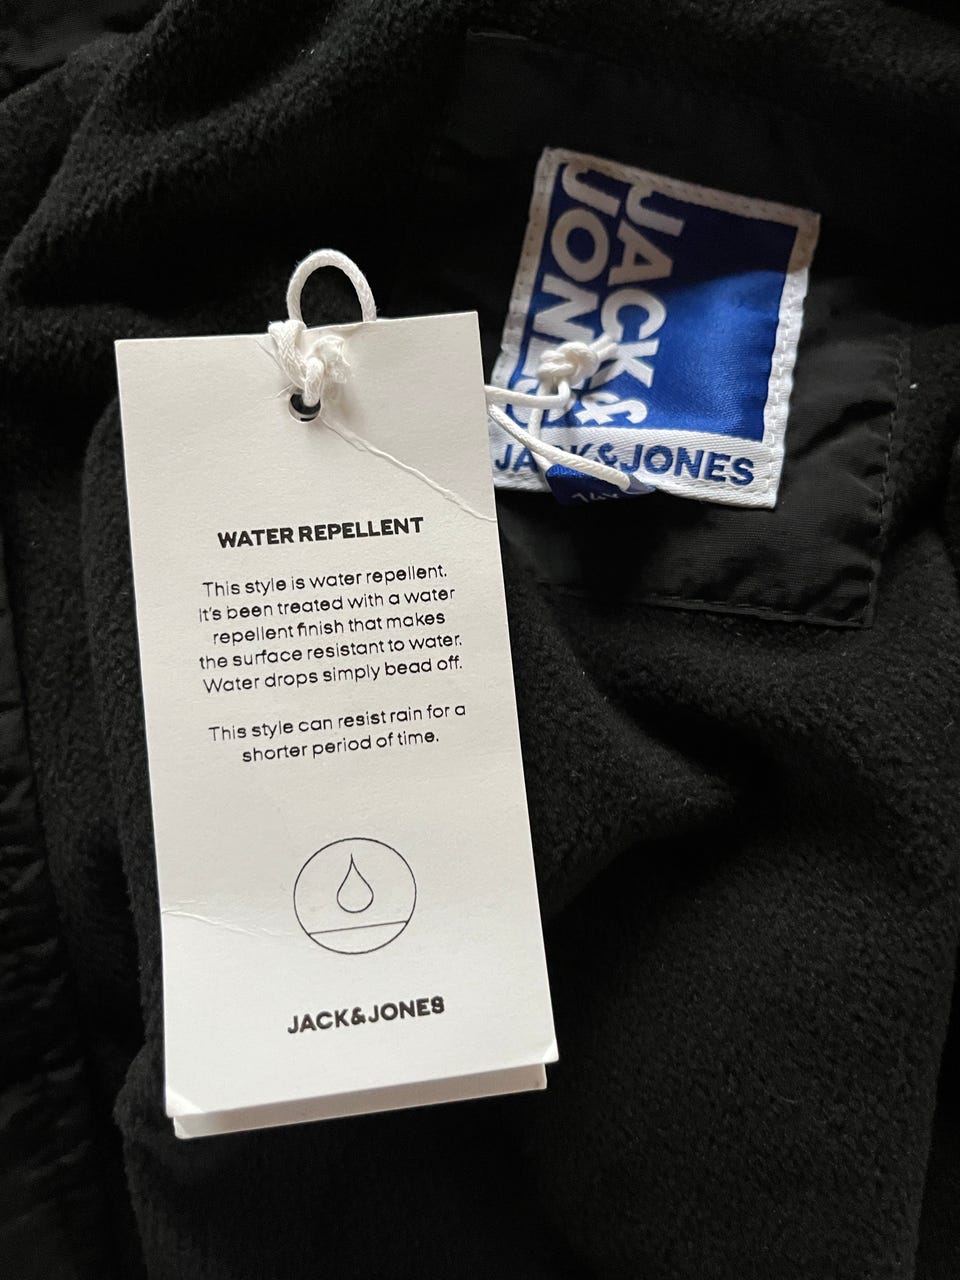 JACK &
JONES
JACK & JONES
WATER REPELLENT
This style is water repellent.
It's been treated with a water
repellent finish that makes
the surface resistant to water.
Water drops simply bead off.
This style can resist rain for a
shorter period of time.
JACK&JONES